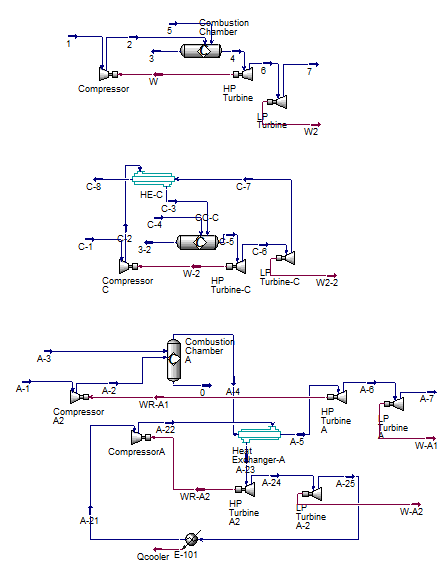 5
Combustion
Chamber
1
2
3
4
6
7
Compressor
W
HP
Turbine
LP
Turbine
W2
C-8
HE-C
C-7
C-3
C-4
CC-C
C-1
C-2
3-2
C-5
C-6
Compressor
C
W-2
HP
Turbine-C
LP
Turbine-C
W2-2
Combustion
Chamber
A
A-3
A-1
A-2
0
A-4
A-6
A-7
Compressor
A2
WR-A1
HP
Turbine
A
LP
Turbine
A
W-A1
A-22
CompressorA
Heat
Exchanger-A
A-5
A-23
A-24
A-25
WR-A2
HP
Turbine
A2
LP
Turbine
A-2
W-A2
A-21
Qcooler
E-101